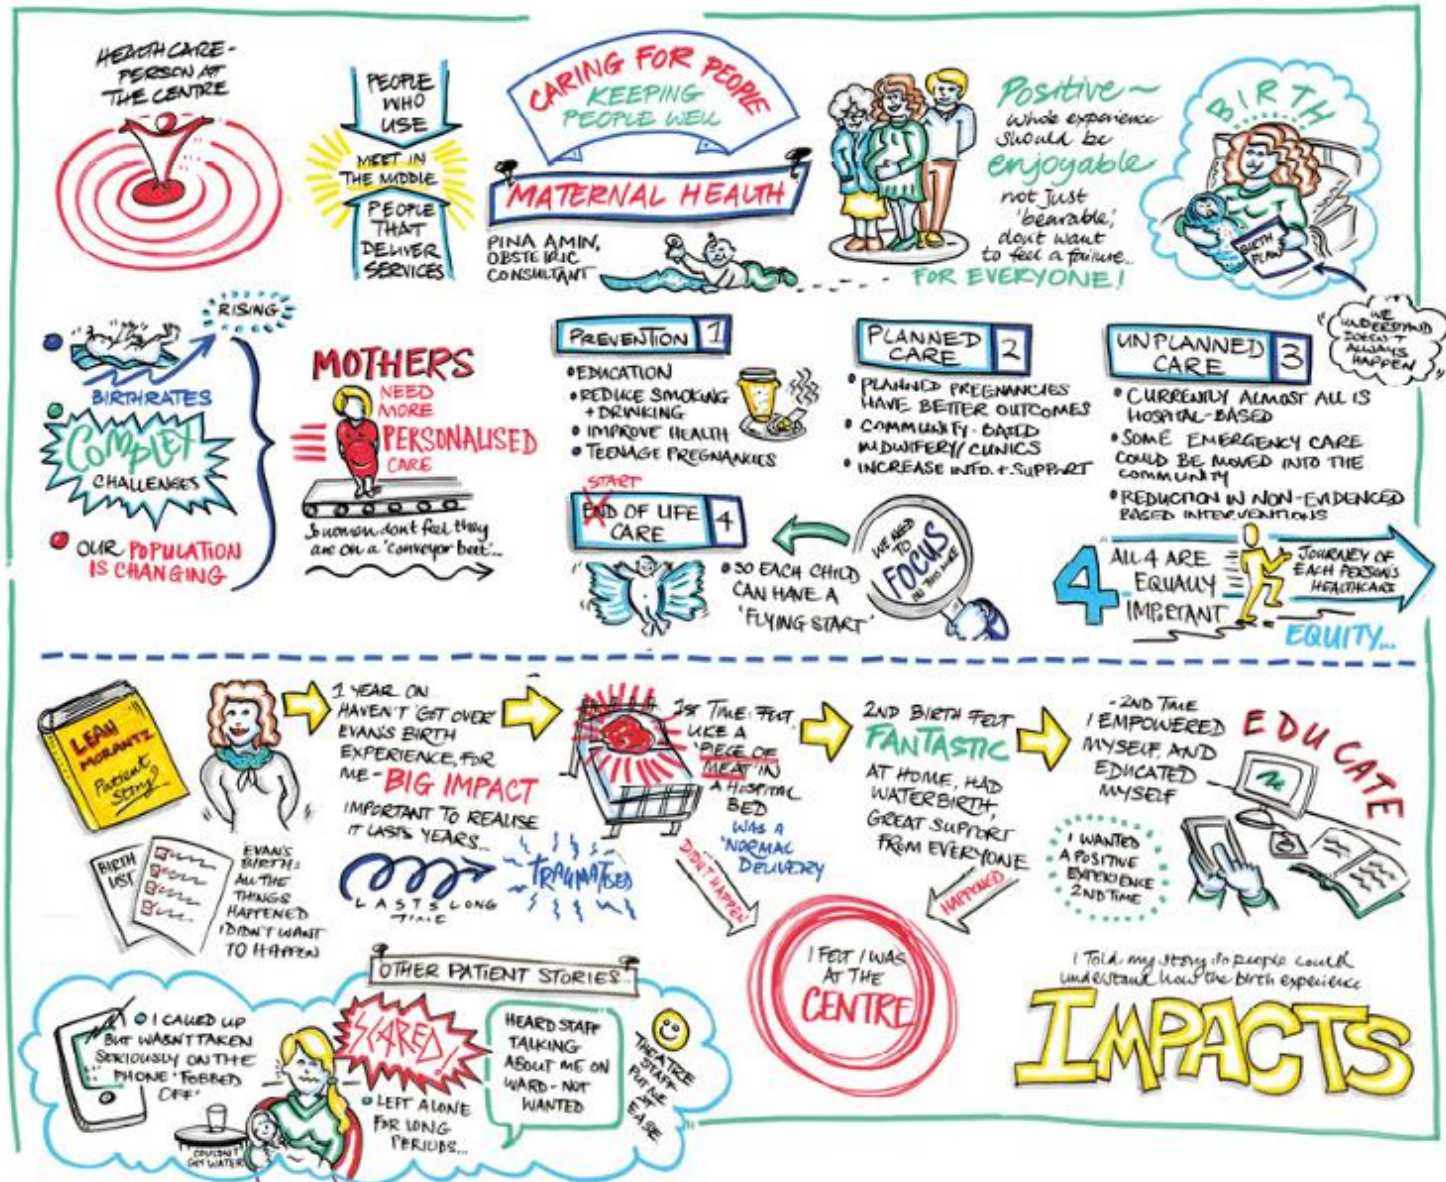 HEALTH CARE -
PERSON AT
THE CENTRE
PEOPLE
WHO
USE
MEET IN
THE MIDDLE
PEOPLE
THAT
DELIVER
SERVICES
CARING FOR PEOPLE
KEEPING
PEOPLE WELL
MATERNAL HEALTH
PINA AMIN,
OBSTETRIC
CONSULTANT
Positive ~
whole experience
should be
enjoyable
not just
'bearable',
dont want
to feel a failure...
FOR EVERYONE!
BIRTH
BIRTH
PLAN
"WE
UNDERSTAND
DOESN'T
ALWAYS
HAPPEN"
RISING
BIRTHRATES
COMPLEX
CHALLENGES
OUR POPULATION
IS CHANGING
MOTHERS
NEED
MORE
PERSONALISED
CARE
So women dont feel they
are on a 'conveyor belt'...
PREVENTION 1
• EDUCATION
• REDUCE SMOKING
+ DRINKING
• IMPROVE HEALTH
• TEENAGE PREGNANCIES
PLANNED
CARE 2
• PLANNED PREGNANCIES
HAVE BETTER OUTCOMES
• COMMUNITY-BASED
MIDWIFERY/CLINICS
• INCREASE INFO. + SUPPORT
UNPLANNED
CARE 3
• CURRENTLY ALMOST ALL IS
HOSPITAL-BASED
• SOME EMERGENCY CARE
COULD BE MOVED INTO THE
COMMUNITY
• REDUCTION IN NON-EVIDENCED
BASED INTERVENTIONS
START
END OF LIFE
CARE 4
• SO EACH CHILD
CAN HAVE A
'FLYING START'
WE NEED
TO
FOCUS
4 ALL 4 ARE
EQUALLY
IMPORTANT
JOURNEY OF
EACH PERSON'S
HEALTHCARE
EQUITY...
LEAH
MORANTZ
Patient
Story
1 YEAR ON
HAVEN'T GOT OVER
EVAN'S BIRTH
EXPERIENCE, FOR
ME - BIG IMPACT
IMPORTANT TO REALISE
IT LASTS YEARS...
LASTS LONG
TIME
TRAUMATISED
BIRTH
LIST
EVAN'S
BIRTH:
ALL THE
THINGS
HAPPENED
I DIDN'T WANT
TO HAPPEN
1st TIME: FELT
LIKE A
'PIECE OF
MEAT' IN
A HOSPITAL
BED
WAS A
'NORMAL
DELIVERY
DIDN'T HAPPEN
2ND BIRTH FELT
FANTASTIC
AT HOME, HAD
WATERBIRTH,
GREAT SUPPORT
FROM EVERYONE
HAPPENED
I FELT I WAS
AT THE
CENTRE
- 2ND TIME
I EMPOWERED
MYSELF, AND
EDUCATED
MYSELF
EDUCATE
I WANTED
A POSITIVE
EXPERIENCE
2ND TIME
I Told my story so people could
understand how the birth experience
IMPACTS
OTHER PATIENT STORIES...
I CALLED UP
BUT WASN'T TAKEN
SERIOUSLY ON THE
PHONE 'FOBBED
OFF'
COULDN'T
GET WATER
SCARED!
LEFT ALONE
FOR LONG
PERIODS...
HEARD STAFF
TALKING
ABOUT ME ON
WARD - NOT
WANTED
THEATRE
STAFF
PUT ME
AT
EASE